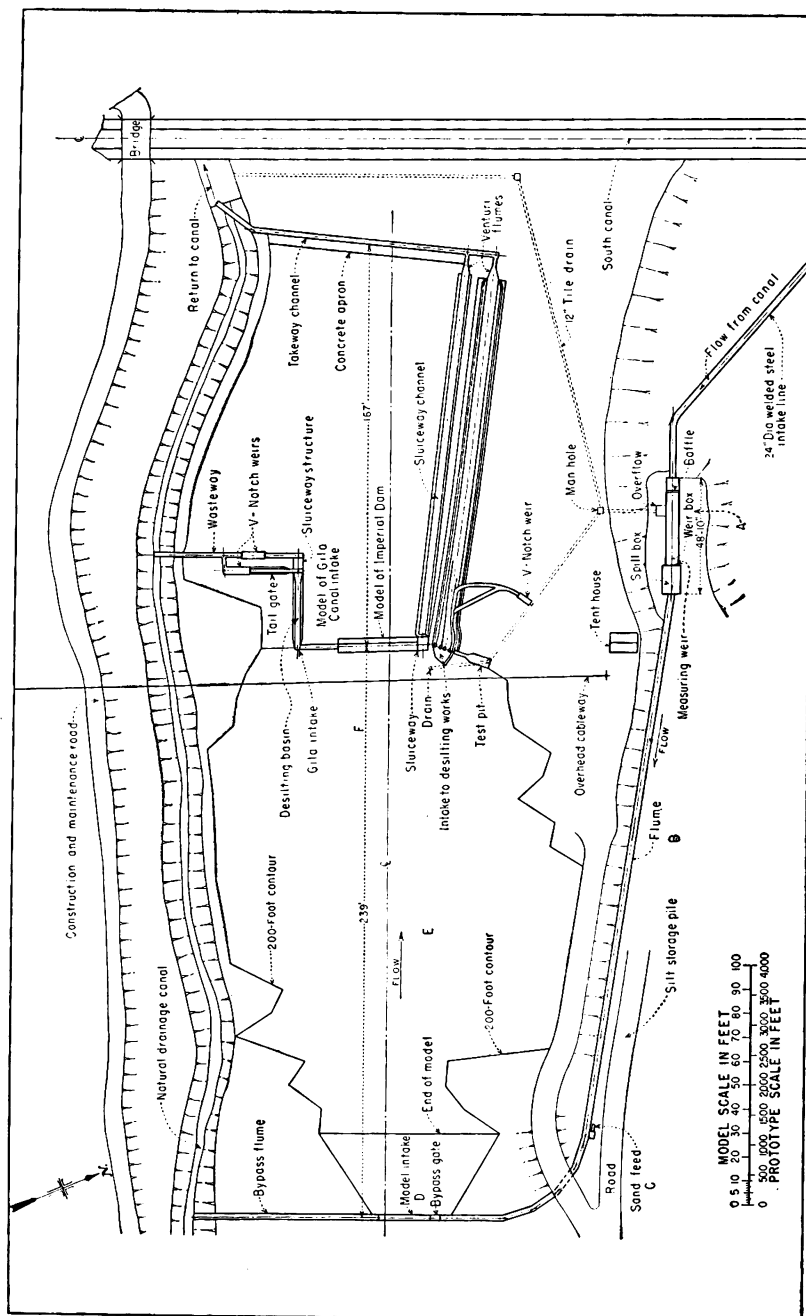 Construction and maintenance road
Bridge
℄
N
Natural drainage canal
Return to canal
Bypass flume
200-Foot contour
Wasteway
V-Notch weirs
Tail gate
Sluiceway structure
Desilting basin
Gila intake
Model of Gila
Canal intake
Model of Imperial Dam
Takeway channel
Concrete apron
167'
239'
℄
F
E
FLOW
Sluiceway channel
Venturi
flumes
Sluiceway
Drain
Intake to desilting works
Test pit
V-Notch weir
End of model
Model intake
D
Bypass gate
200-Foot contour
12" Tile drain
Man hole
South canal
Overhead cableway
Tent house
Spill box
Overflow
Baffle
Weir box
48'-10"
A
Measuring weir
Flow from canal
24" Dia welded steel
intake line
FLOW
Flume
B
Silt storage pile
Road
Sand feed
C
MODEL SCALE IN FEET
0 5 10 20 30 40 50 60 70 80 90 100
0 500 1000 1500 2000 2500 3000 3500 4000
PROTOTYPE SCALE IN FEET